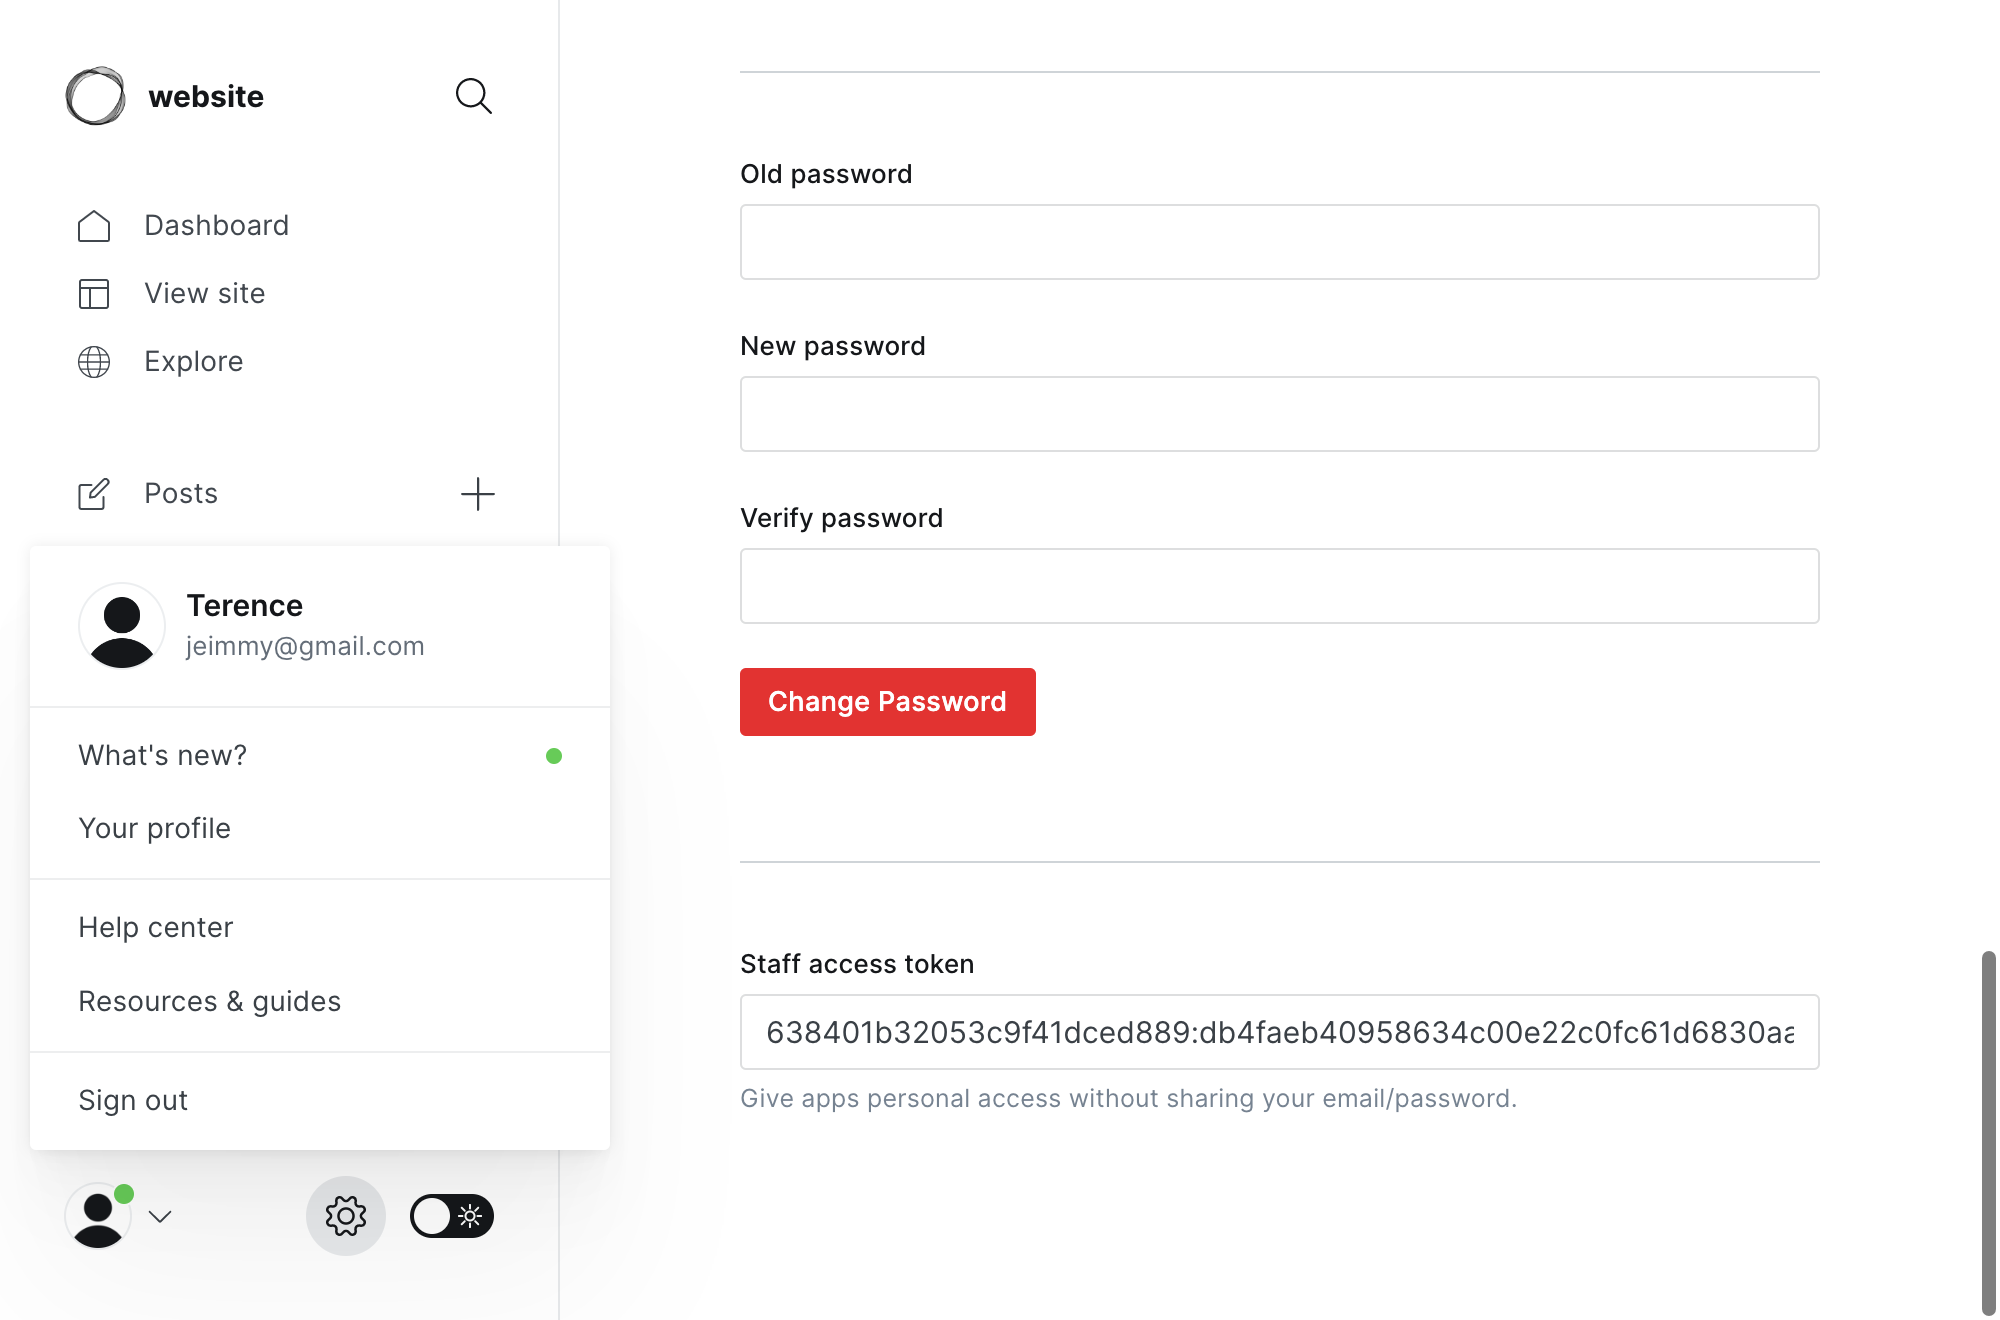 website
Dashboard
View site
Explore
Posts
Terence
jeimmy@gmail.com
What's new?
Your profile
Help center
Resources & guides
Sign out
Old password
New password
Verify password
Change Password
Staff access token
638401b32053c9f41dced889:db4faeb40958634c00e22c0fc61d6830aa
Give apps personal access without sharing your email/password.